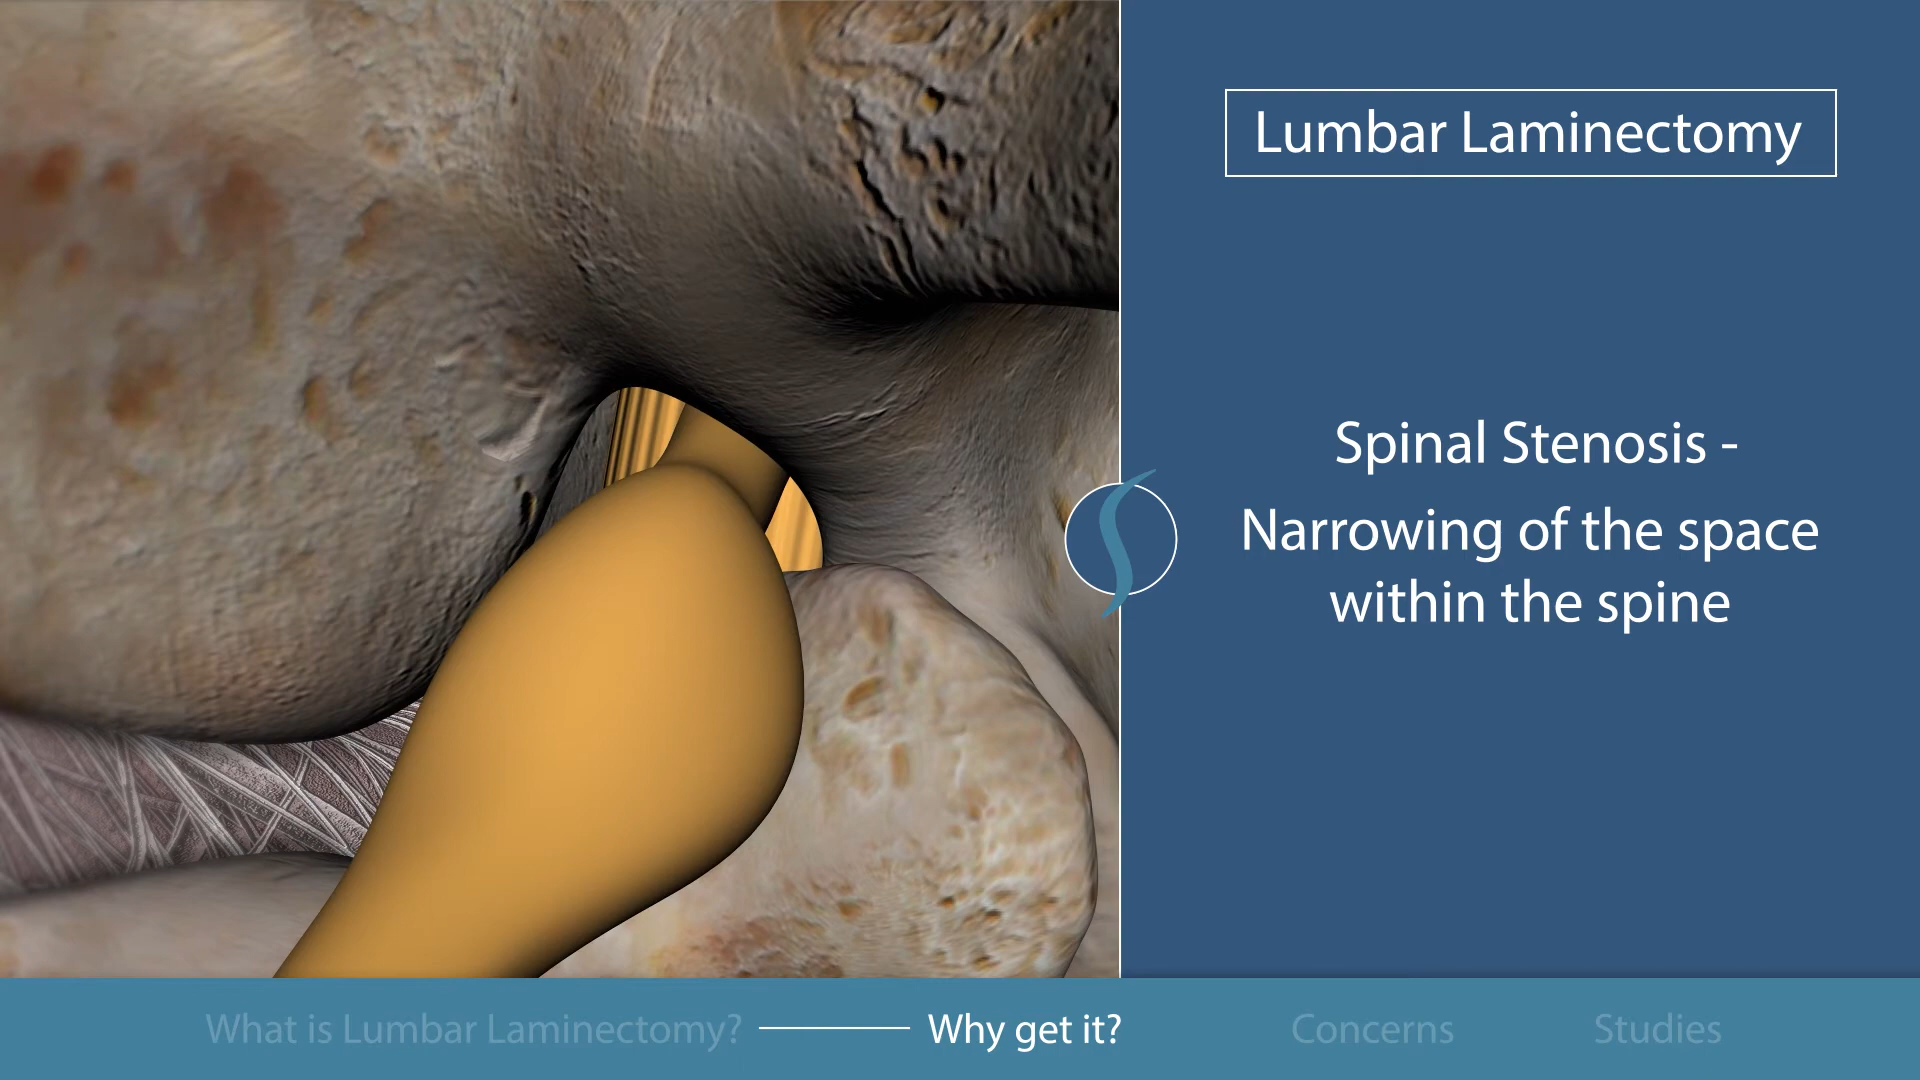 Lumbar Laminectomy
Spinal Stenosis -
Narrowing of the space
within the spine
What is Lumbar Laminectomy?
Why get it?
Concerns
Studies